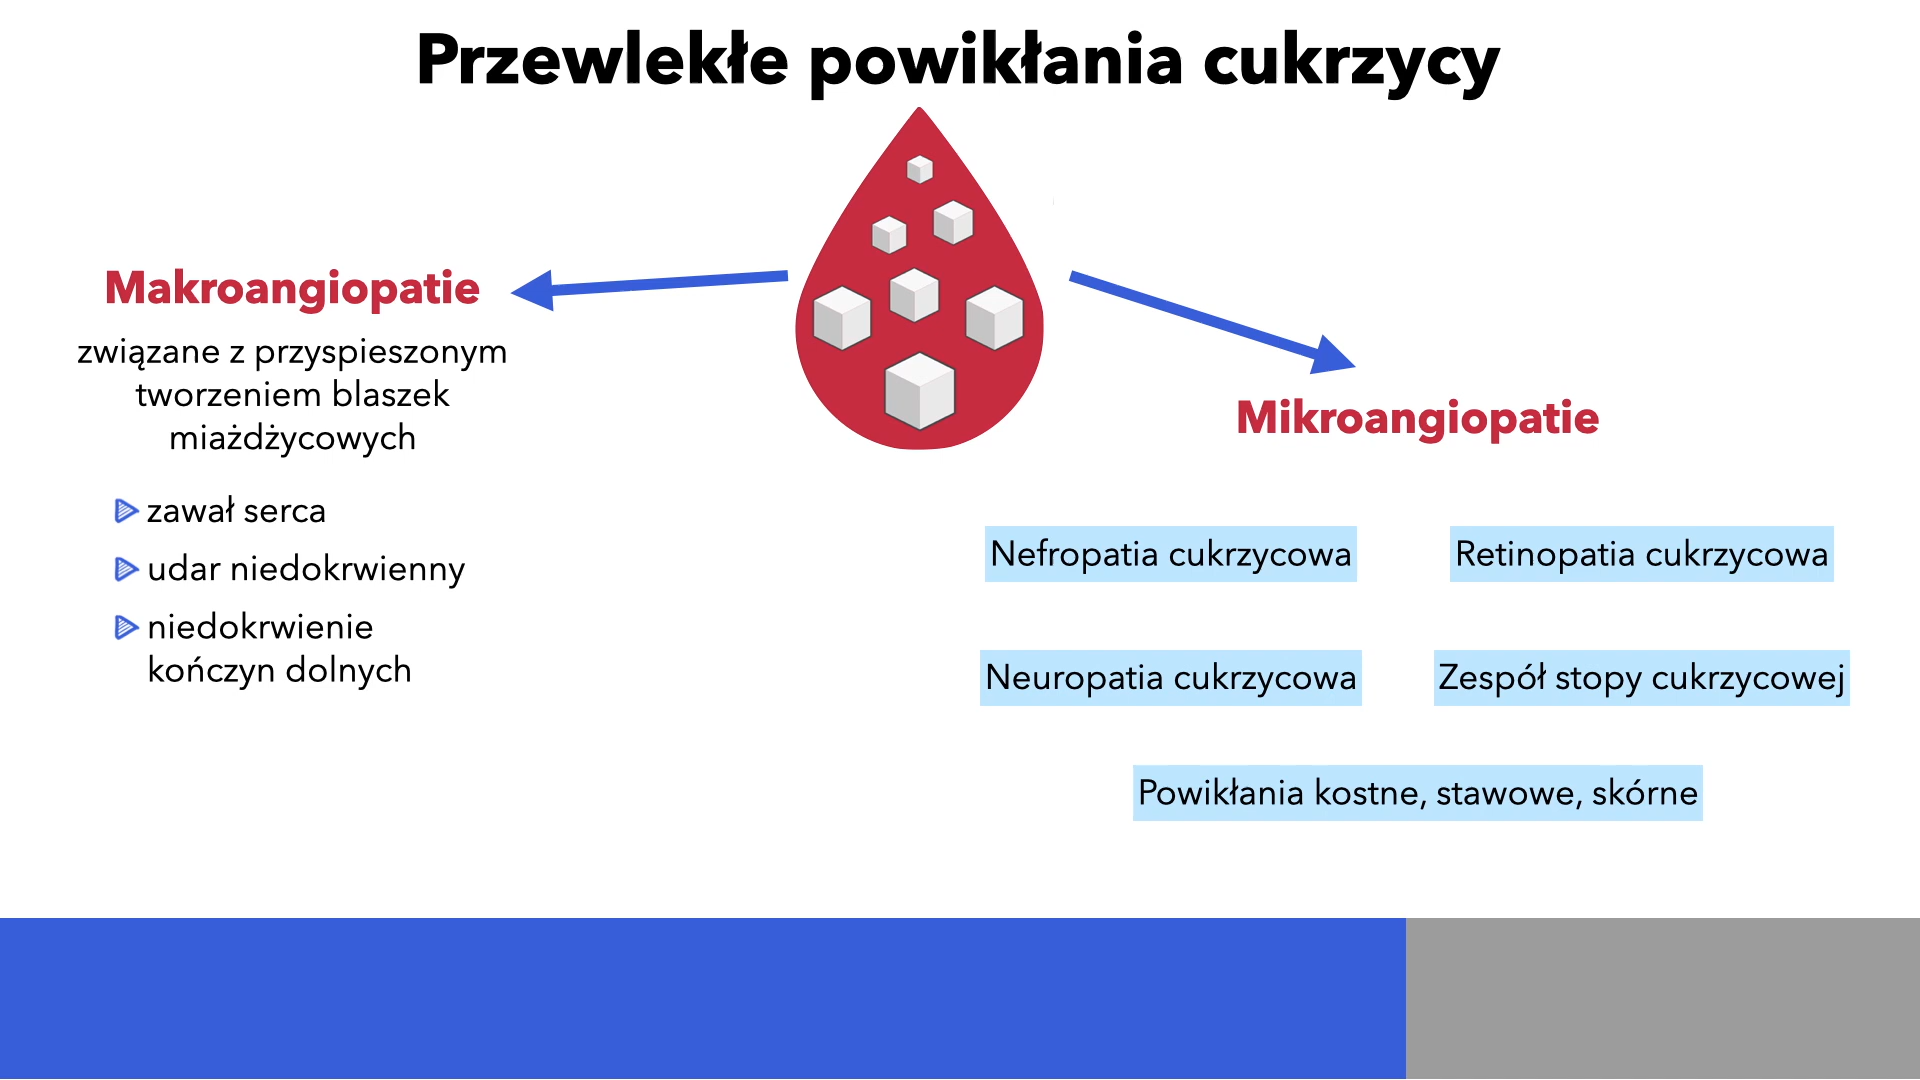 Przewlekłe powikłania cukrzycy
Makroangiopatie
związane z przyspieszonym
tworzeniem blaszek
miażdżycowych
zawał serca
udar niedokrwienny
niedokrwienie
kończyn dolnych
Mikroangiopatie
Nefropatia cukrzycowa
Retinopatia cukrzycowa
Neuropatia cukrzycowa
Zespół stopy cukrzycowej
Powikłania kostne, stawowe, skórne